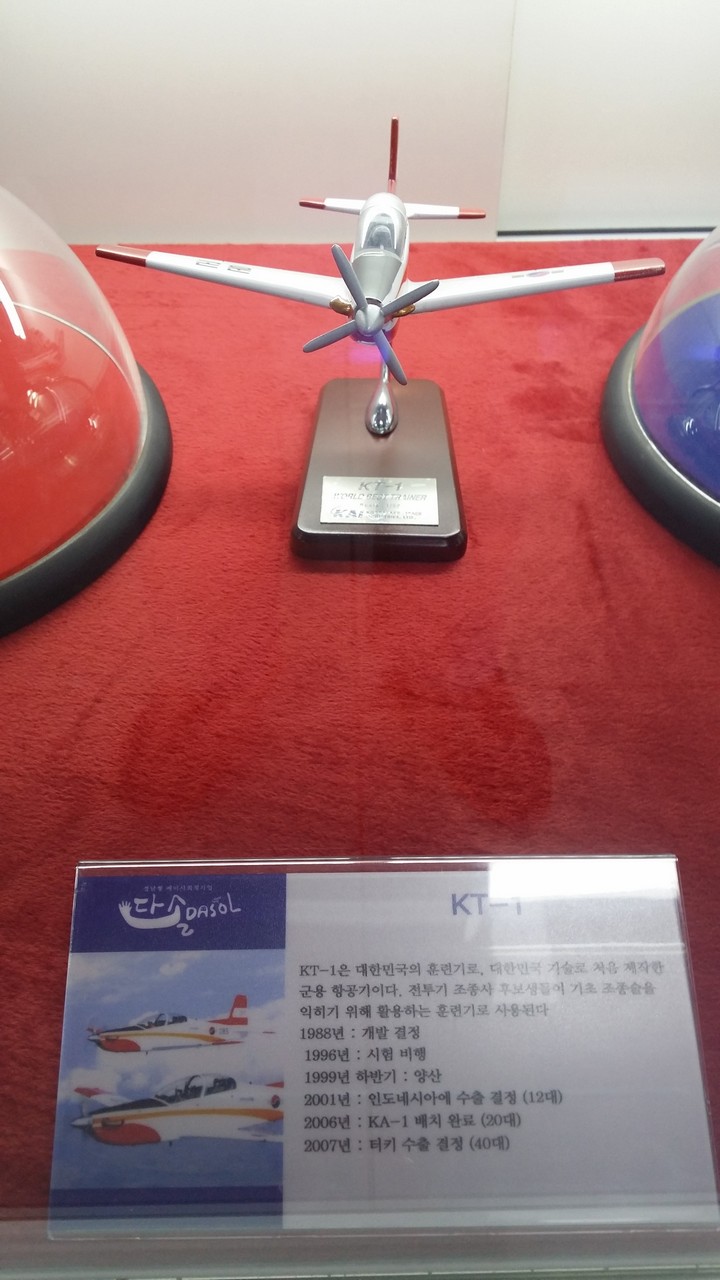 KT-1
WORLD BEST TRAINER
KAI
다솔 DASOL
KT-1
KT-1은 대한민국의 훈련기로, 대한민국 기술로 처음 제작한
군용 항공기이다. 전투기 조종사 후보생들이 기초 조종술을
익히기 위해 활용하는 훈련기로 사용된다
1988년 : 개발 결정
1996년 : 시험 비행
1999년 하반기 : 양산
2001년 : 인도네시아에 수출 결정 (12대)
2006년 : KA-1 배치 완료 (20대)
2007년 : 터키 수출 결정 (40대)